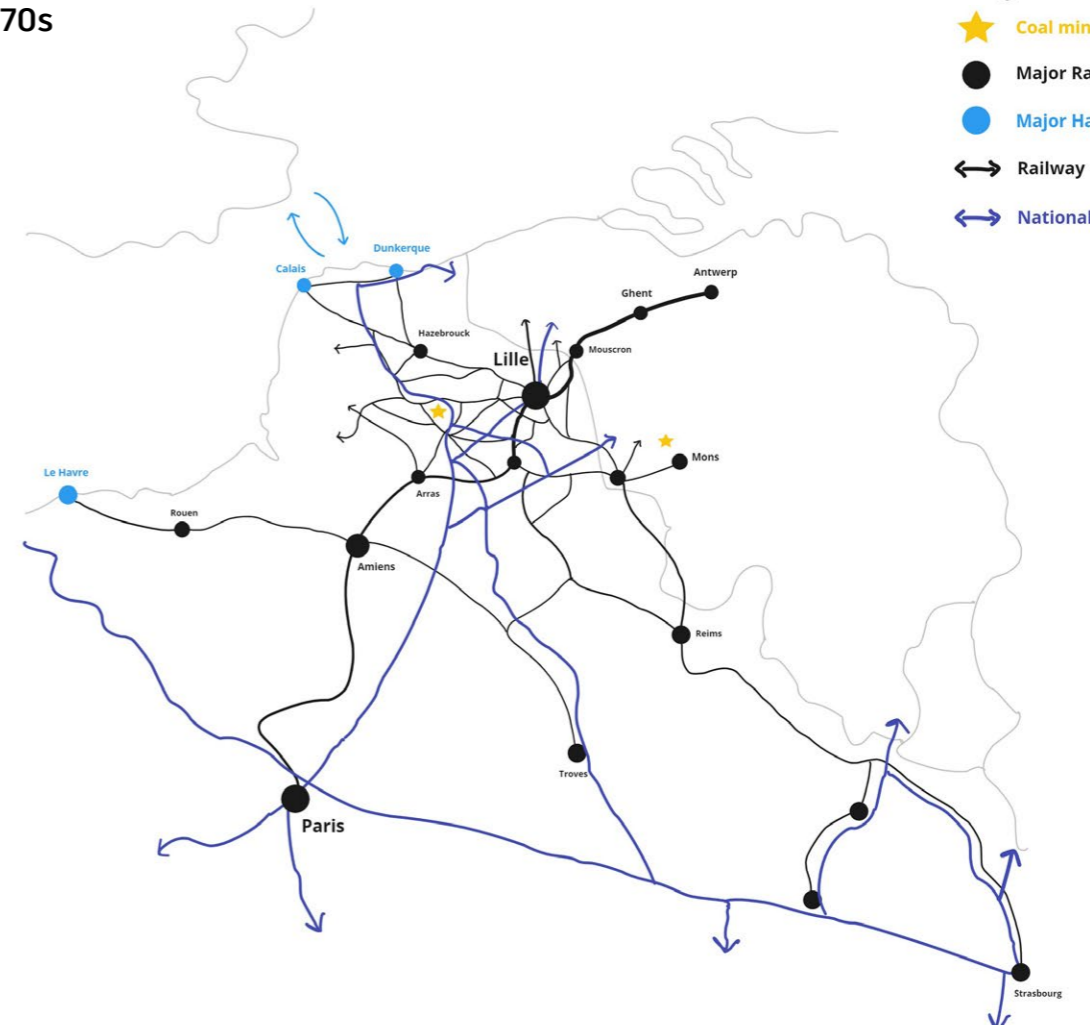 70s
Coal min
Major Ra
Major Ha
Railway
National
Dunkerque
Calais
Antwerp
Ghent
Hazebrouck
Mouscron
Lille
Mons
Le Havre
Arras
Rouen
Amiens
Reims
Troves
Paris
Strasbourg